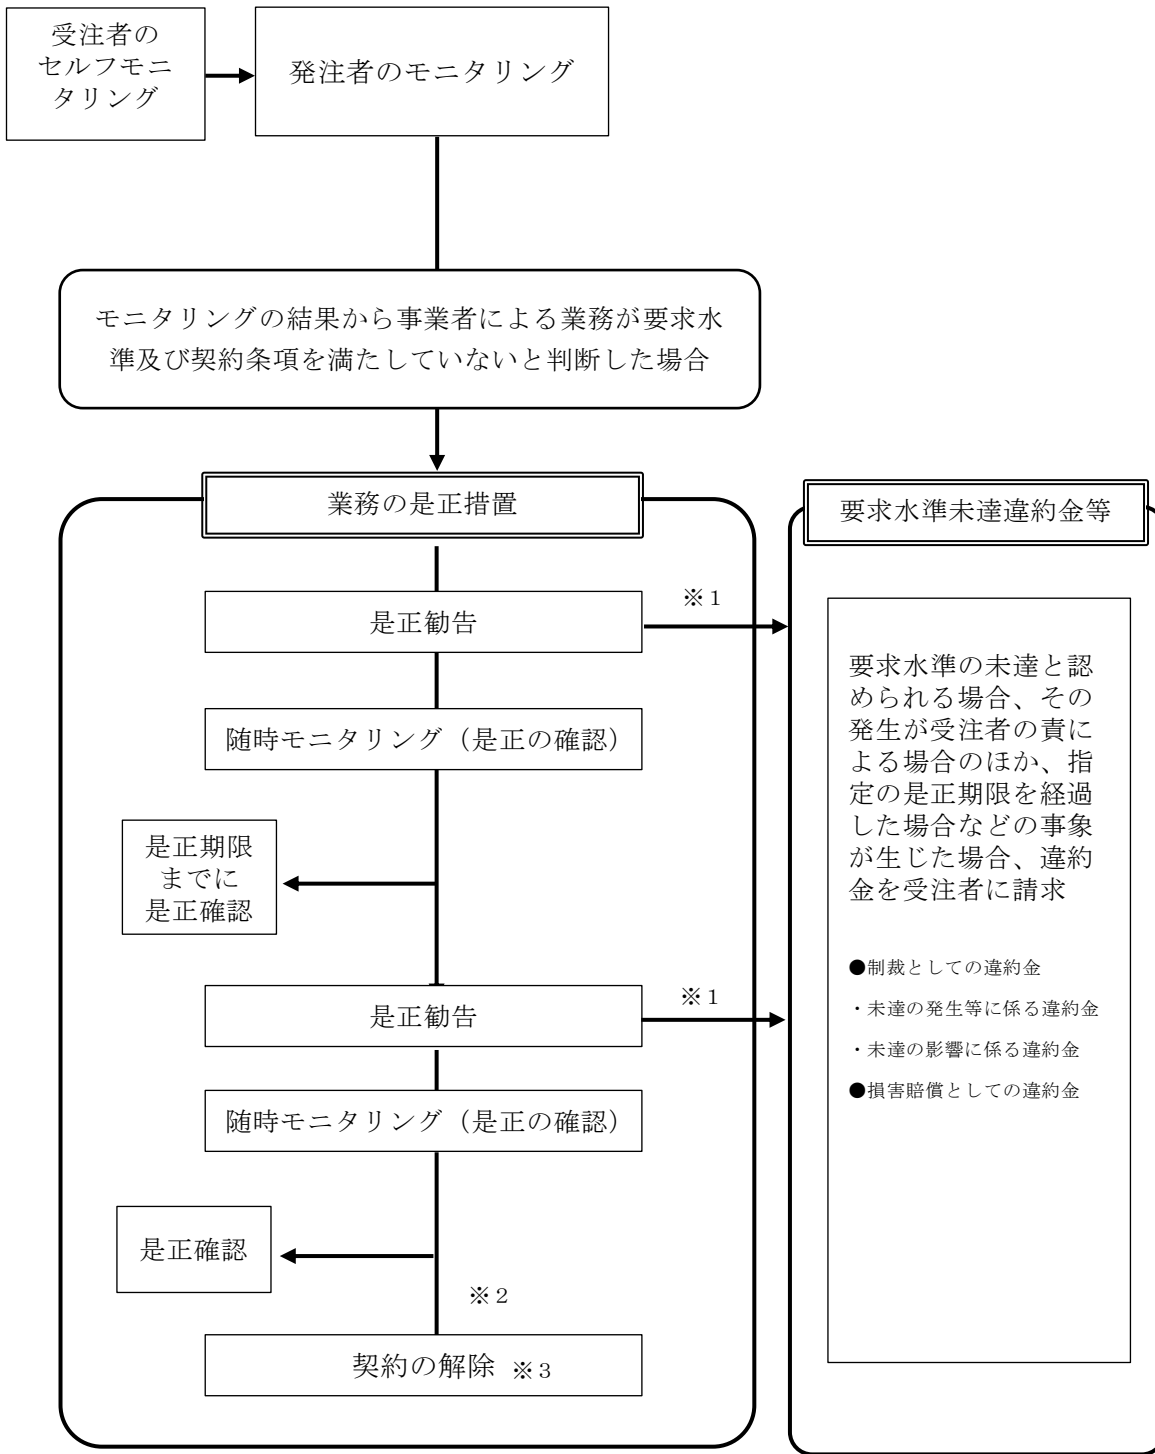 受注者の
セルフモニ
タリング
発注者のモニタリング
モニタリングの結果から事業者による業務が要求水
準及び契約条項を満たしていないと判断した場合
業務の是正措置
是正勧告
※１
随時モニタリング（是正の確認）
是正期限
までに
是正確認
是正勧告
※１
随時モニタリング（是正の確認）
是正確認
※２
契約の解除 ※３
要求水準未達違約金等
要求水準の未達と認
められる場合、その
発生が受注者の責に
よる場合のほか、指
定の是正期限を経過
した場合などの事象
が生じた場合、違約
金を受注者に請求
●制裁としての違約金
・未達の発生等に係る違約金
・未達の影響に係る違約金
●損害賠償としての違約金